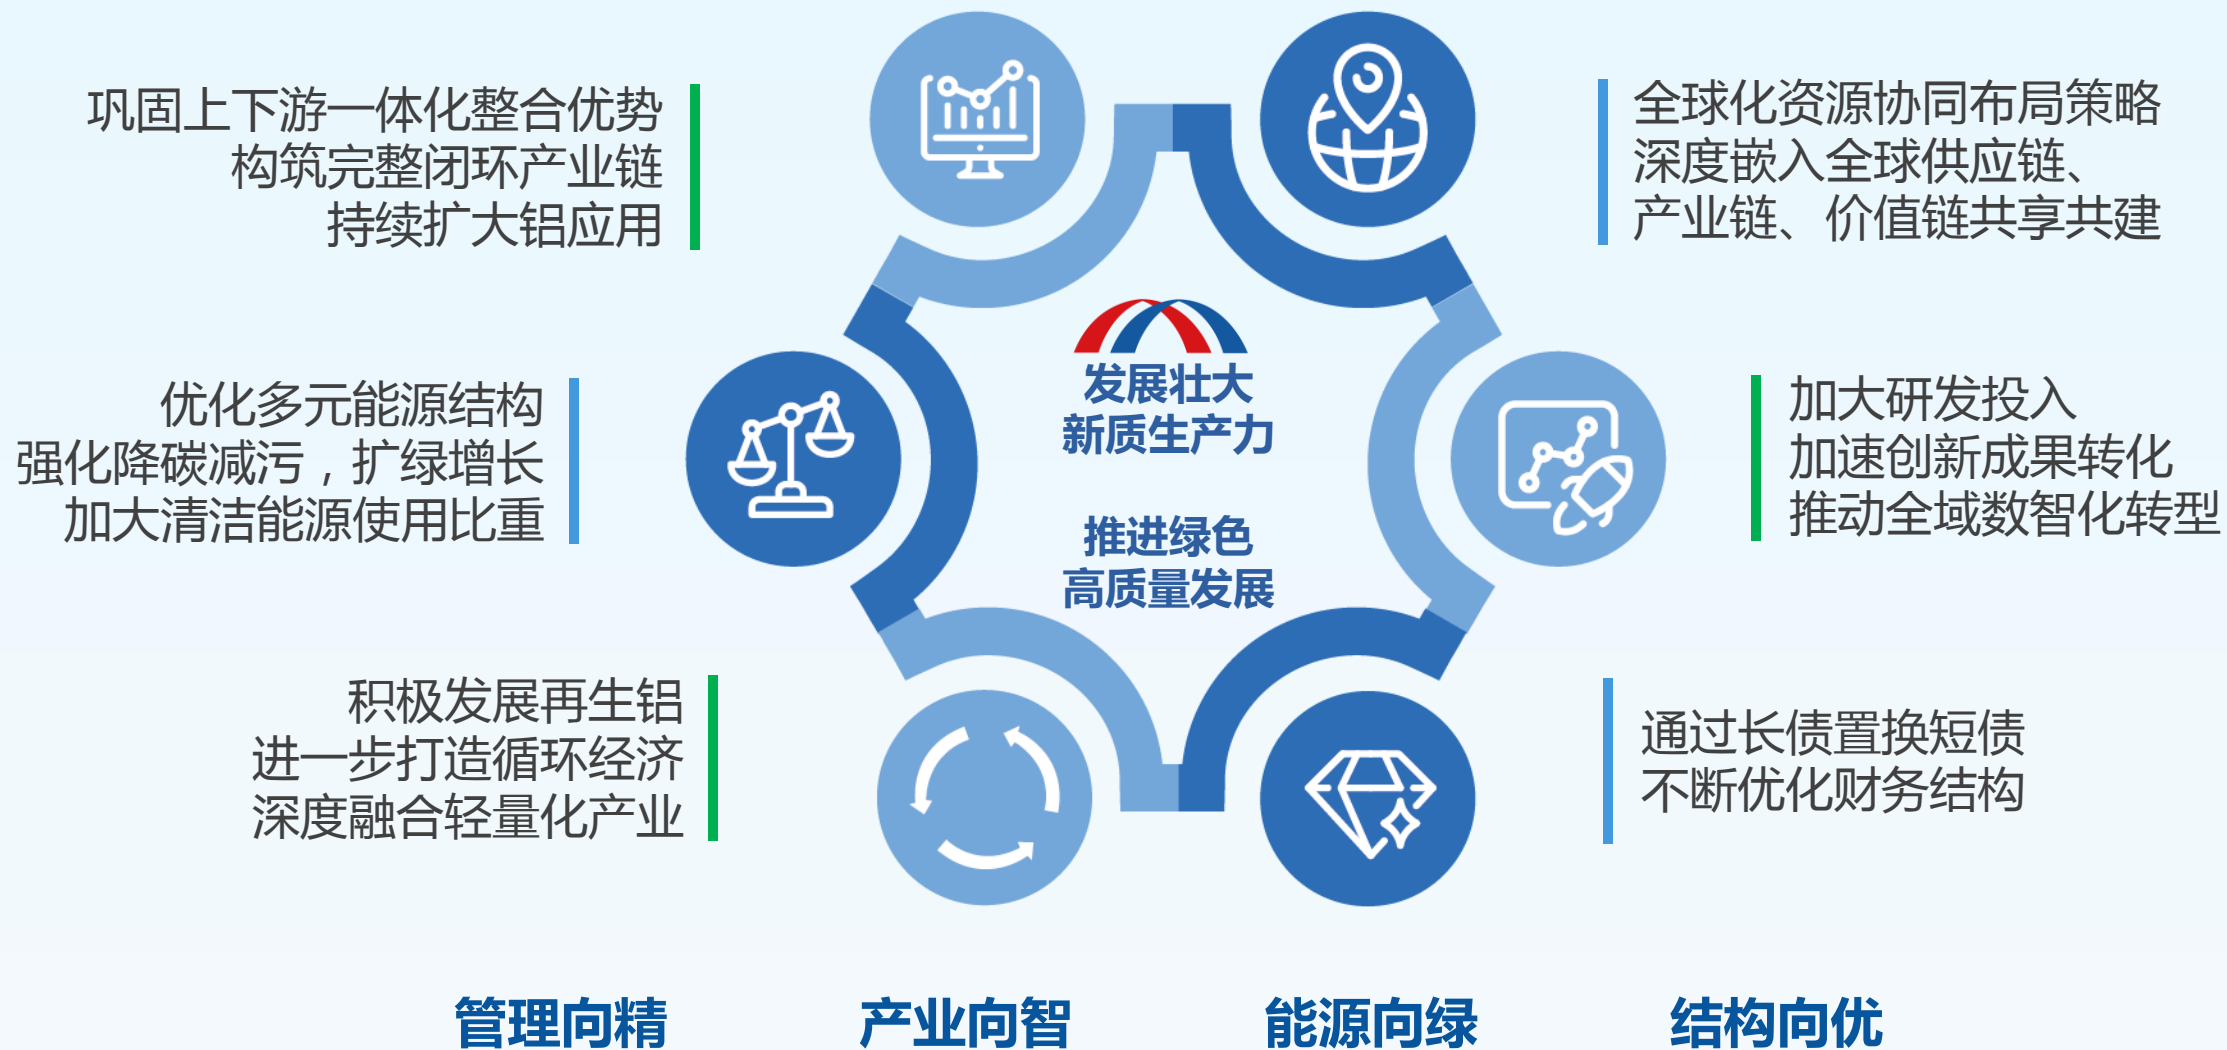 巩固上下游一体化整合优势
构筑完整闭环产业链
持续扩大铝应用
全球化资源协同布局策略
深度嵌入全球供应链、
产业链、价值链共享共建
优化多元能源结构
强化降碳减污，扩绿增长
加大清洁能源使用比重
发展壮大
新质生产力
推进绿色
高质量发展
加大研发投入
加速创新成果转化
推动全域数智化转型
积极发展再生铝
进一步打造循环经济
深度融合轻量化产业
通过长债置换短债
不断优化财务结构
管理向精
产业向智
能源向绿
结构向优